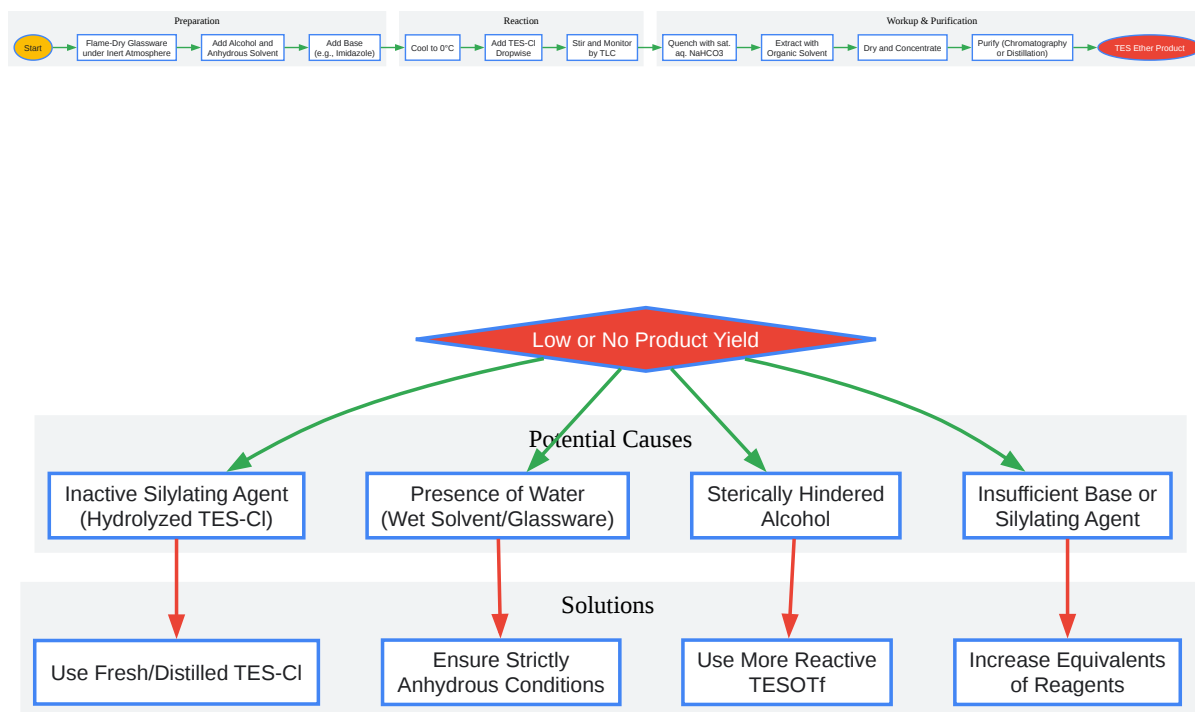 Preparation
Reaction
Workup & Purification
Start
Flame-Dry Glassware
under Inert Atmosphere
Add Alcohol and
Anhydrous Solvent
Add Base
(e.g., Imidazole)
Cool to 0°C
Add TES-Cl
Dropwise
Stir and Monitor
by TLC
Quench with sat.
aq. NaHCO3
Extract with
Organic Solvent
Dry and Concentrate
Purify (Chromatography
or Distillation)
TES Ether Product
Low or No Product Yield
Potential Causes
Inactive Silylating Agent
(Hydrolyzed TES-Cl)
Presence of Water
(Wet Solvent/Glassware)
Sterically Hindered
Alcohol
Insufficient Base or
Silylating Agent
Solutions
Use Fresh/Distilled TES-Cl
Ensure Strictly
Anhydrous Conditions
Use More Reactive
TESOTf
Increase Equivalents
of Reagents